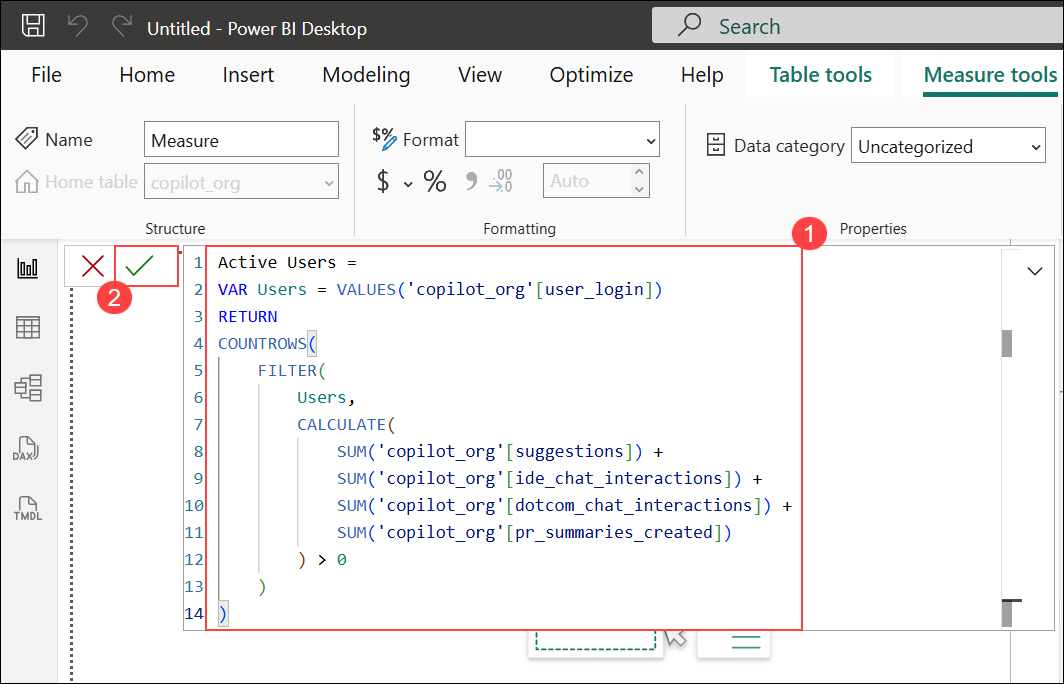 Untitled - Power BI Desktop
Search
File Home Insert Modeling View Optimize Help Table tools Measure tools
Name Measure
Home table copilot_org
Structure
$% Format
$ % 9 .00 →.0
Auto
Formatting
Data category Uncategorized
Properties
1
2
1 Active Users =
2 VAR Users = VALUES('copilot_org'[user_login])
3 RETURN
4 COUNTROWS(
5 FILTER(
6 Users,
7 CALCULATE(
8 SUM('copilot_org'[suggestions]) +
9 SUM('copilot_org'[ide_chat_interactions]) +
10 SUM('copilot_org'[dotcom_chat_interactions]) +
11 SUM('copilot_org'[pr_summaries_created])
12 ) > 0
13 )
14 )
DAX
TMDL